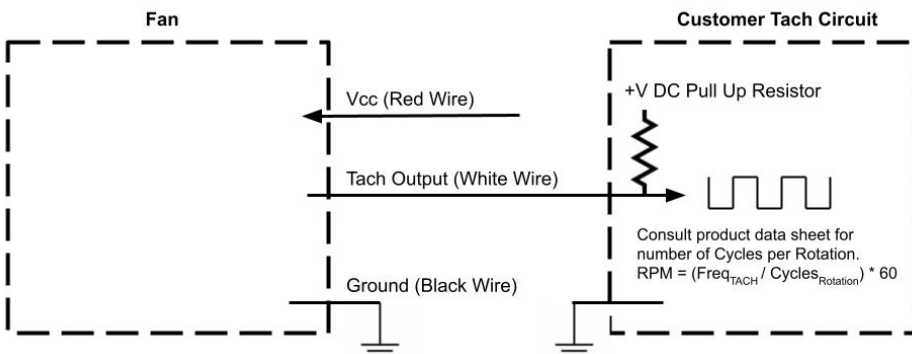 Fan
Customer Tach Circuit
Vcc (Red Wire)
+V DC Pull Up Resistor
Tach Output (White Wire)
Consult product data sheet for
number of Cycles per Rotation.
RPM = (FreqTACH / CyclesRotation) * 60
Ground (Black Wire)